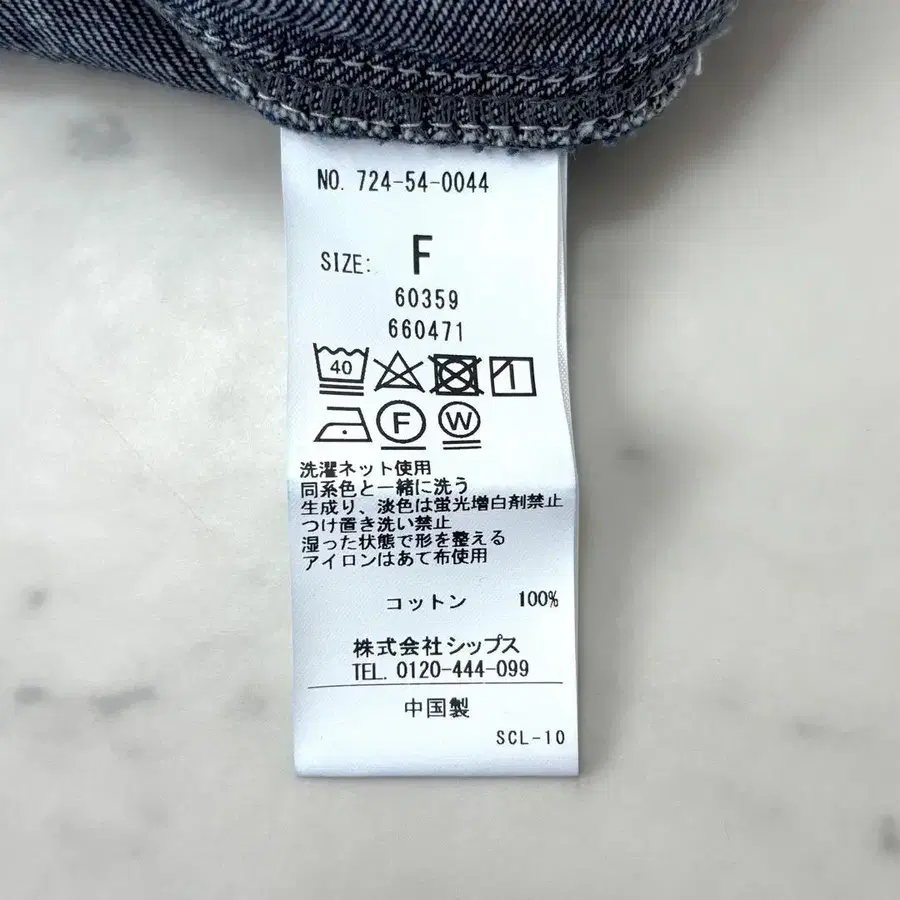 NO. 724-54-0044
SIZE: F
60359
660471
40
F W
洗濯ネット使用
同系色と一緒に洗う
生成り、淡色は蛍光増白剤禁止
つけ置き洗い禁止
湿った状態で形を整える
アイロンはあて布使用
コットン 100%
株式会社シップス
TEL. 0120-444-099
中国製
SCL-10